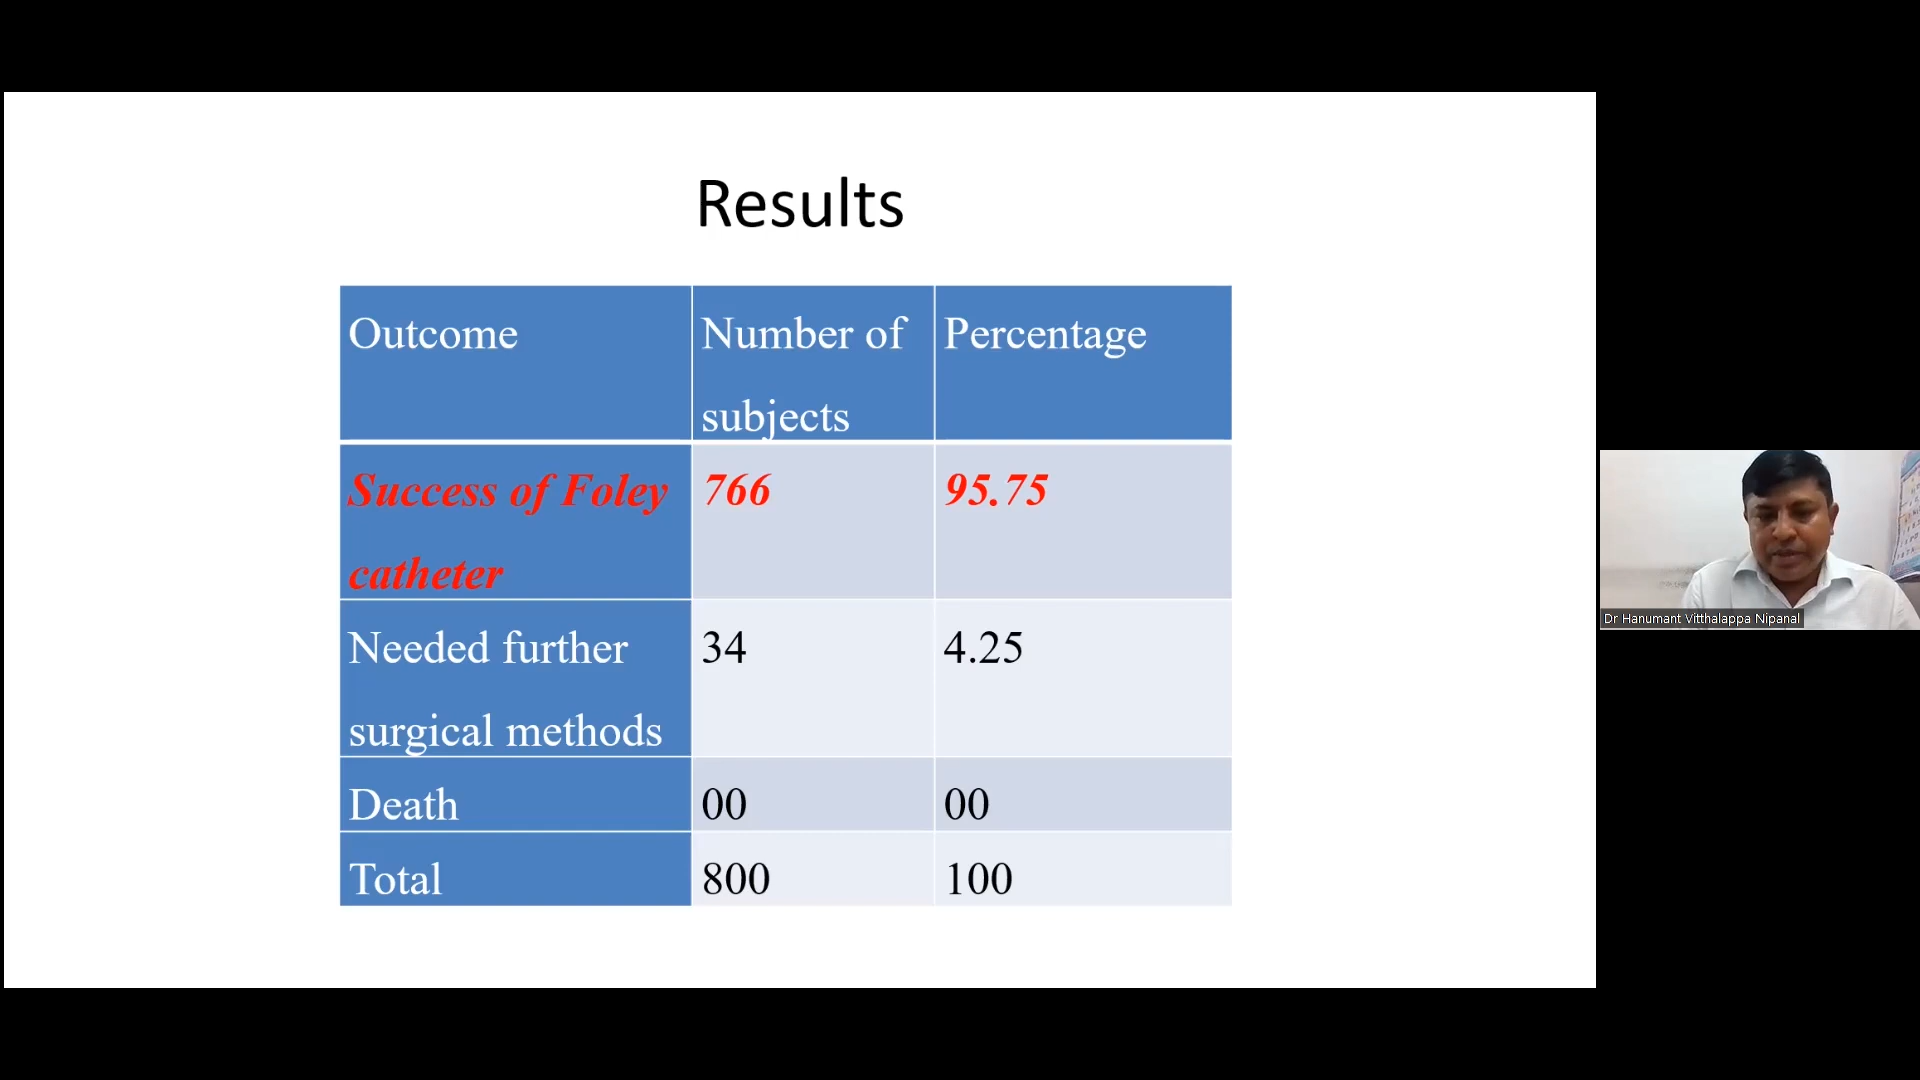 Results
Outcome
Number of
subjects
Percentage
Success of Foley
catheter
766
95.75
Needed further
surgical methods
34
4.25
Death
00
00
Total
800
100
Dr Hanumant Vitthalappa Nipanal